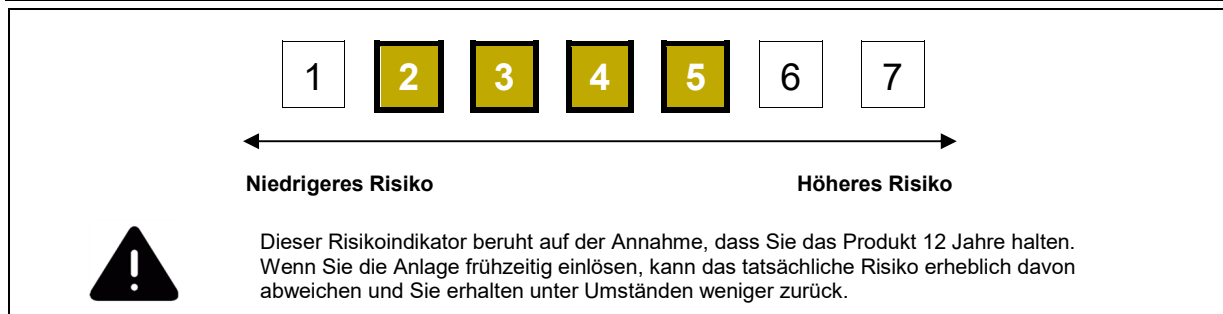 1 2 3 4 5 6 7
Niedrigeres Risiko Höheres Risiko
Dieser Risikoindikator beruht auf der Annahme, dass Sie das Produkt 12 Jahre halten.
Wenn Sie die Anlage frühzeitig einlösen, kann das tatsächliche Risiko erheblich davon
abweichen und Sie erhalten unter Umständen weniger zurück.